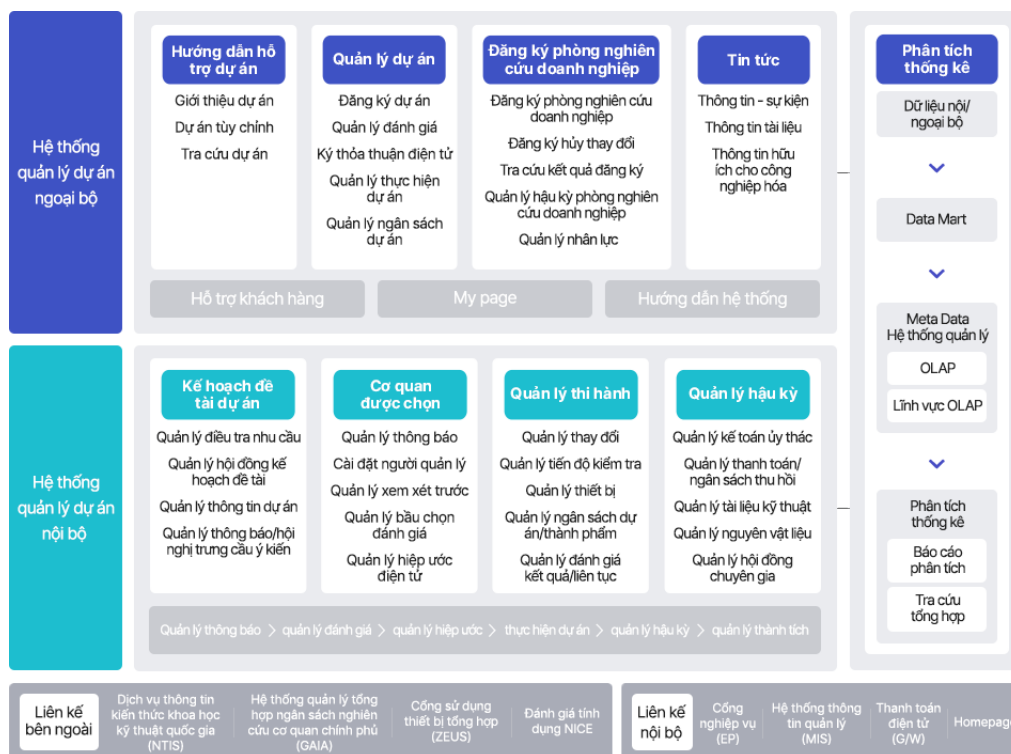 Hệ thống
quản lý dự án
ngoại bộ
Hướng dẫn hỗ
trợ dự án
Giới thiệu dự án
Dự án tùy chỉnh
Tra cứu dự án
Quản lý dự án
Đăng ký dự án
Quản lý đánh giá
Ký thỏa thuận điện tử
Quản lý thực hiện
dự án
Quản lý ngân sách
dự án
Đăng ký phòng nghiên
cứu doanh nghiệp
Đăng ký phòng nghiên cứu
doanh nghiệp
Đăng ký hủy thay đổi
Tra cứu kết quả đăng ký
Quản lý hậu kỳ phòng nghiên
cứu doanh nghiệp
Quản lý nhân lực
Tin tức
Thông tin - sự kiện
Thông tin tài liệu
Thông tin hữu
ích cho công
nghiệp hóa
Hỗ trợ khách hàng
My page
Hướng dẫn hệ thống
Hệ thống
quản lý dự án
nội bộ
Kế hoạch đề
tài dự án
Quản lý điều tra nhu cầu
Quản lý hội đồng kế
hoạch đề tài
Quản lý thông tin dự án
Quản lý thông báo/hội
nghị trưng cầu ý kiến
Cơ quan
được chọn
Quản lý thông báo
Cài đặt người quản lý
Quản lý xem xét trước
Quản lý bầu chọn
đánh giá
Quản lý hiệp ước
điện tử
Quản lý thi hành
Quản lý thay đổi
Quản lý tiến độ kiểm tra
Quản lý thiết bị
Quản lý ngân sách dự
án/thành phẩm
Quản lý đánh giá
kết quả/liên tục
Quản lý hậu kỳ
Quản lý kế toán ủy thác
Quản lý thanh toán/
ngân sách thu hồi
Quản lý tài liệu kỹ thuật
Quản lý nguyên vật liệu
Quản lý hội đồng
chuyên gia
Quản lý thông báo > quản lý đánh giá > quản lý hiệp ước > thực hiện dự án > quản lý hậu kỳ > quản lý thành tích
Phân tích
thống kê
Dữ liệu nội/
ngoại bộ
Data Mart
Meta Data
Hệ thống quản lý
OLAP
Lĩnh vực OLAP
Phân tích
thống kê
Báo cáo
phân tích
Tra cứu
tổng hợp
Liên kế
bên ngoài
Dịch vụ thông tin
kiến thức khoa học
kỹ thuật quốc gia
(NTIS)
Hệ thống quản lý tổng
hợp ngân sách nghiên
cứu cơ quan chính phủ
(GAIA)
Cổng sử dụng
thiết bị tổng hợp
(ZEUS)
Đánh giá tính
dụng NICE
Liên kế
nội bộ
Cổng
nghiệp vụ
(EP)
Hệ thống thông
tin quản lý
(MIS)
Thanh toán
điện tử
(G/W)
Homepage